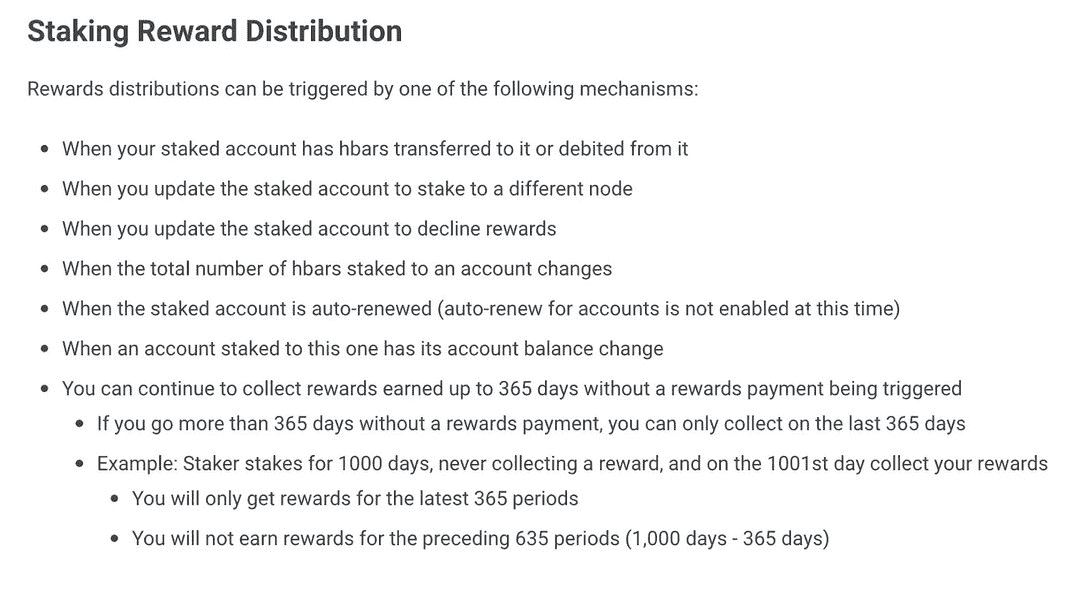 Staking Reward Distribution
Rewards distributions can be triggered by one of the following mechanisms:
When your staked account has hbars transferred to it or debited from it
When you update the staked account to stake to a different node
When you update the staked account to decline rewards
When the total number of hbars staked to an account changes
When the staked account is auto-renewed (auto-renew for accounts is not enabled at this time)
When an account staked to this one has its account balance change
You can continue to collect rewards earned up to 365 days without a rewards payment being triggered
If you go more than 365 days without a rewards payment, you can only collect on the last 365 days
Example: Staker stakes for 1000 days, never collecting a reward, and on the 1001st day collect your rewards
You will only get rewards for the latest 365 periods
You will not earn rewards for the preceding 635 periods (1,000 days - 365 days)